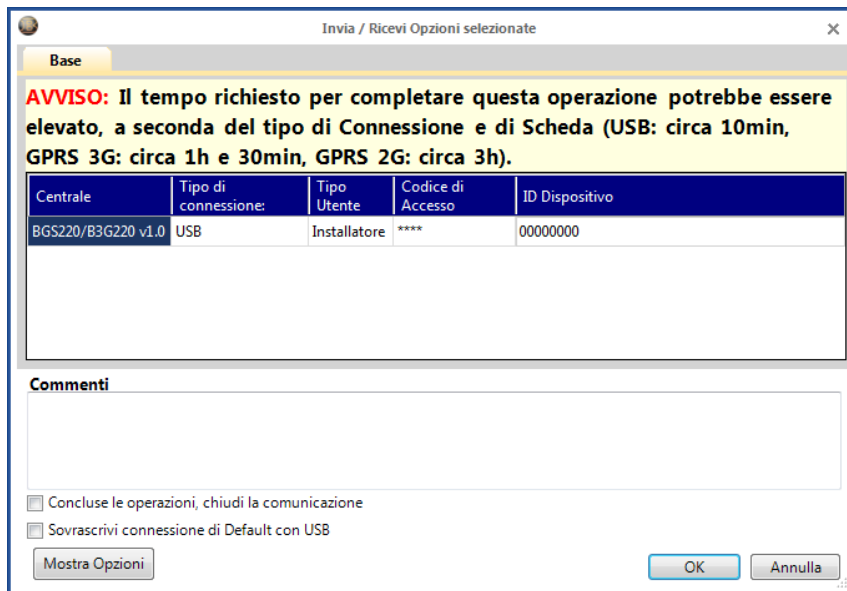 Invia / Ricevi Opzioni selezionate
Base
AVVISO: Il tempo richiesto per completare questa operazione potrebbe essere
elevato, a seconda del tipo di Connessione e di Scheda (USB: circa 10min,
GPRS 3G: circa 1h e 30min, GPRS 2G: circa 3h).
Centrale Tipo di connessione: Tipo Utente Codice di Accesso ID Dispositivo
BGS220/B3G220 v1.0 USB Installatore **** 00000000
Commenti
Concluse le operazioni, chiudi la comunicazione
Sovrascrivi connessione di Default con USB
Mostra Opzioni OK Annulla